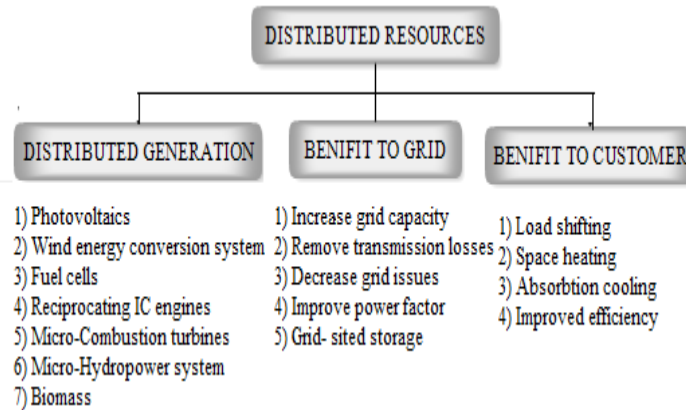 DISTRIBUTED RESOURCES
DISTRIBUTED GENERATION
1) Photovoltaics
2) Wind energy conversion system
3) Fuel cells
4) Reciprocating IC engines
5) Micro-Combustion turbines
6) Micro-Hydropower system
7) Biomass
BENIFIT TO GRID
1) Increase grid capacity
2) Remove transmission losses
3) Decrease grid issues
4) Improve power factor
5) Grid- sited storage
BENIFIT TO CUSTOMER
1) Load shifting
2) Space heating
3) Absorbtion cooling
4) Improved efficiency